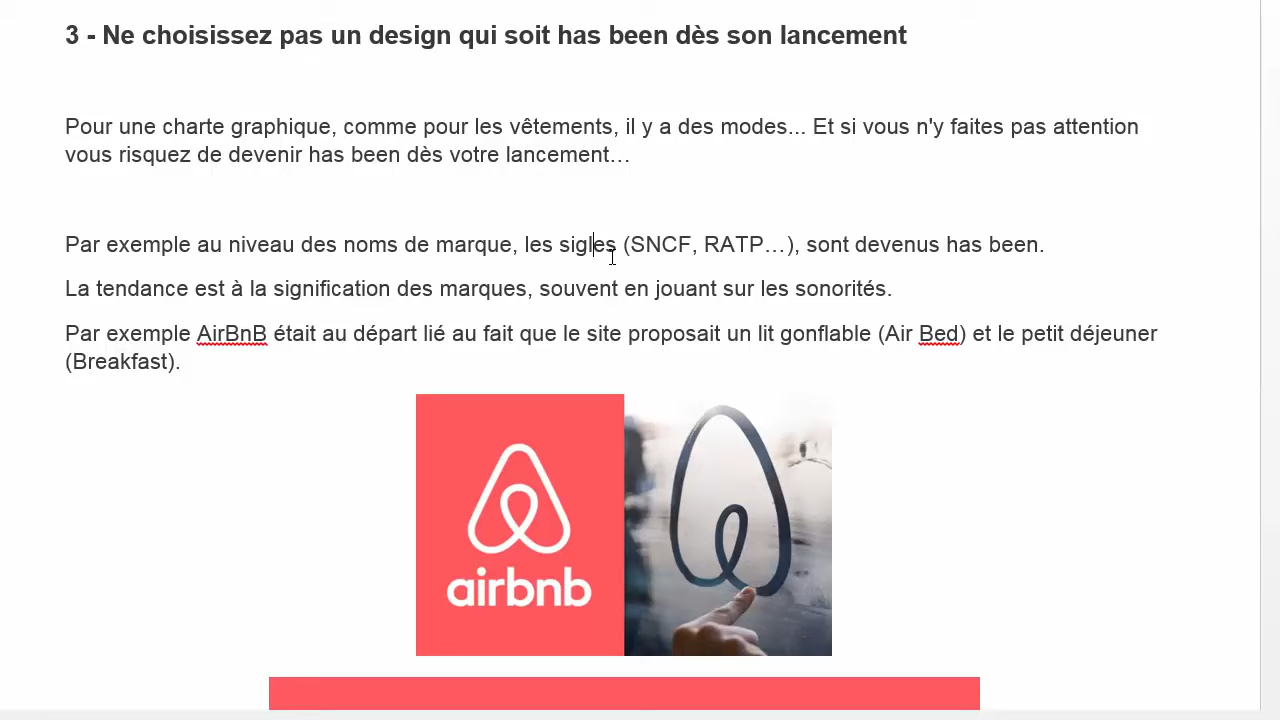 3 - Ne choisissez pas un design qui soit has been dès son lancement
Pour une charte graphique, comme pour les vêtements, il y a des modes... Et si vous n'y faites pas attention
vous risquez de devenir has been dès votre lancement…
Par exemple au niveau des noms de marque, les sigles (SNCF, RATP…), sont devenus has been.
La tendance est à la signification des marques, souvent en jouant sur les sonorités.
Par exemple AirBnB était au départ lié au fait que le site proposait un lit gonflable (Air Bed) et le petit déjeuner
(Breakfast).
airbnb